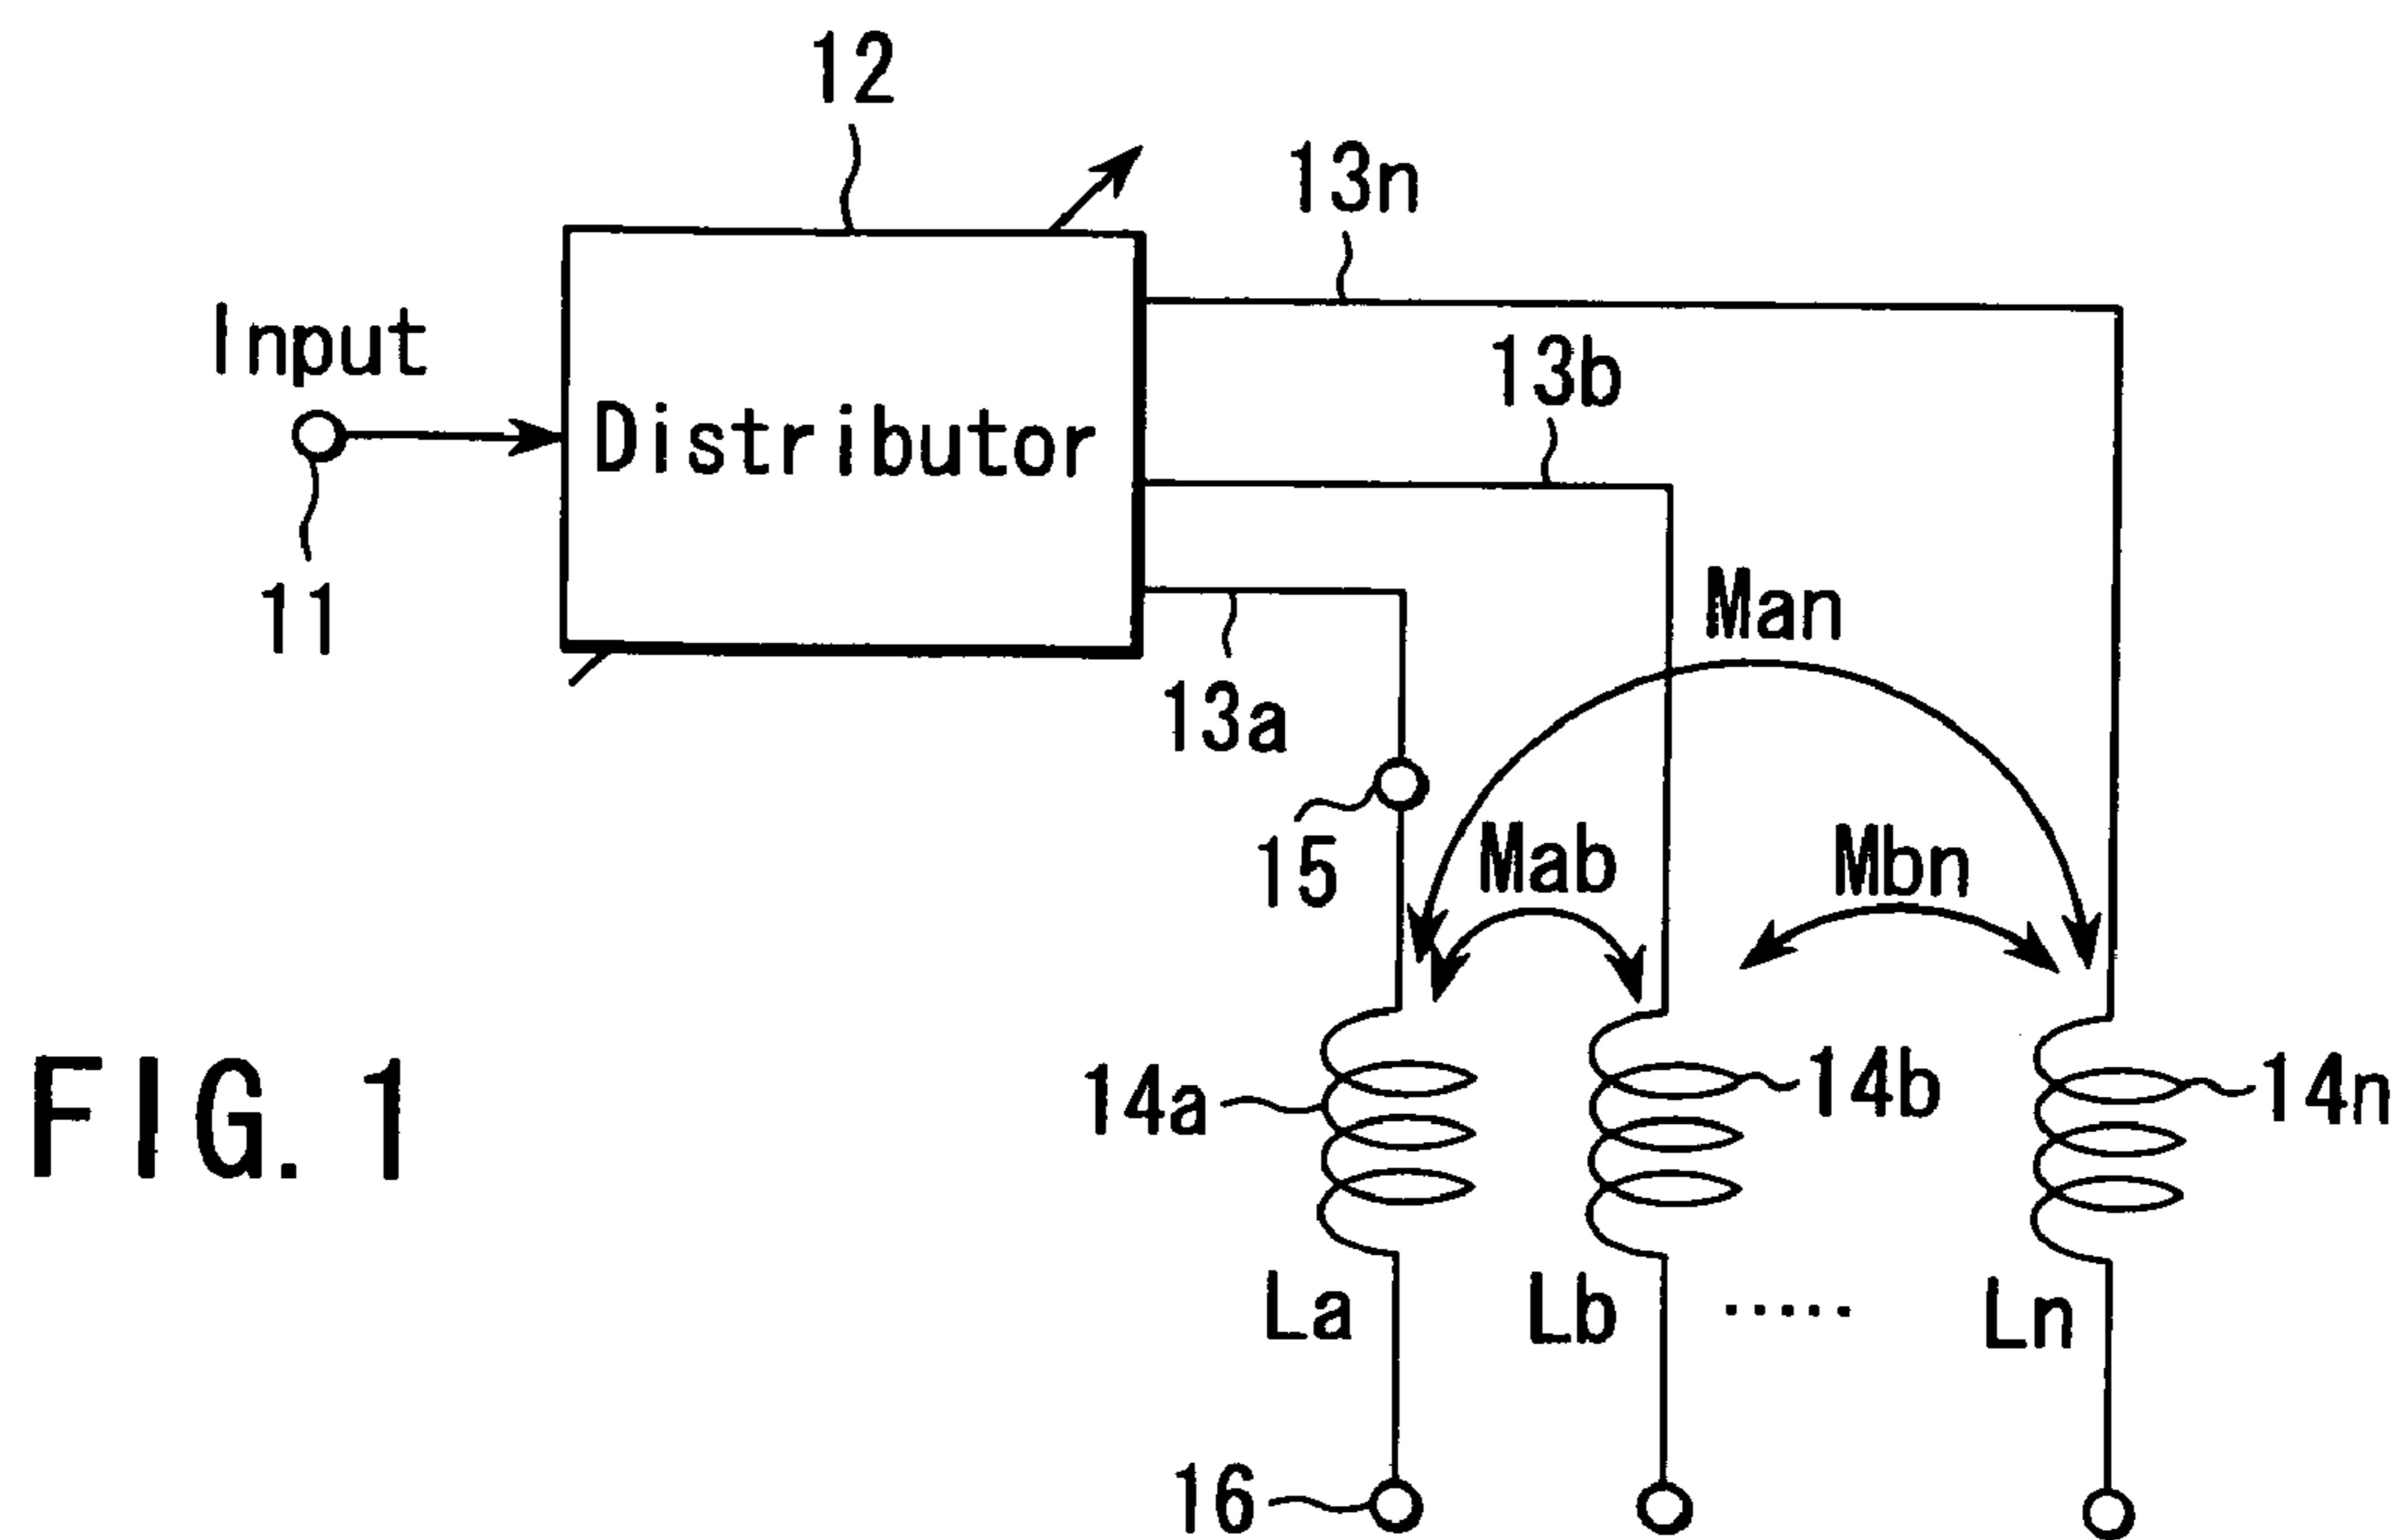 12
13n
Input
13b
Distributor
11
Man
13a
15
Mab
Mbn
FIG. 1
14a
14b
14n
La
Lb
.....
Ln
16